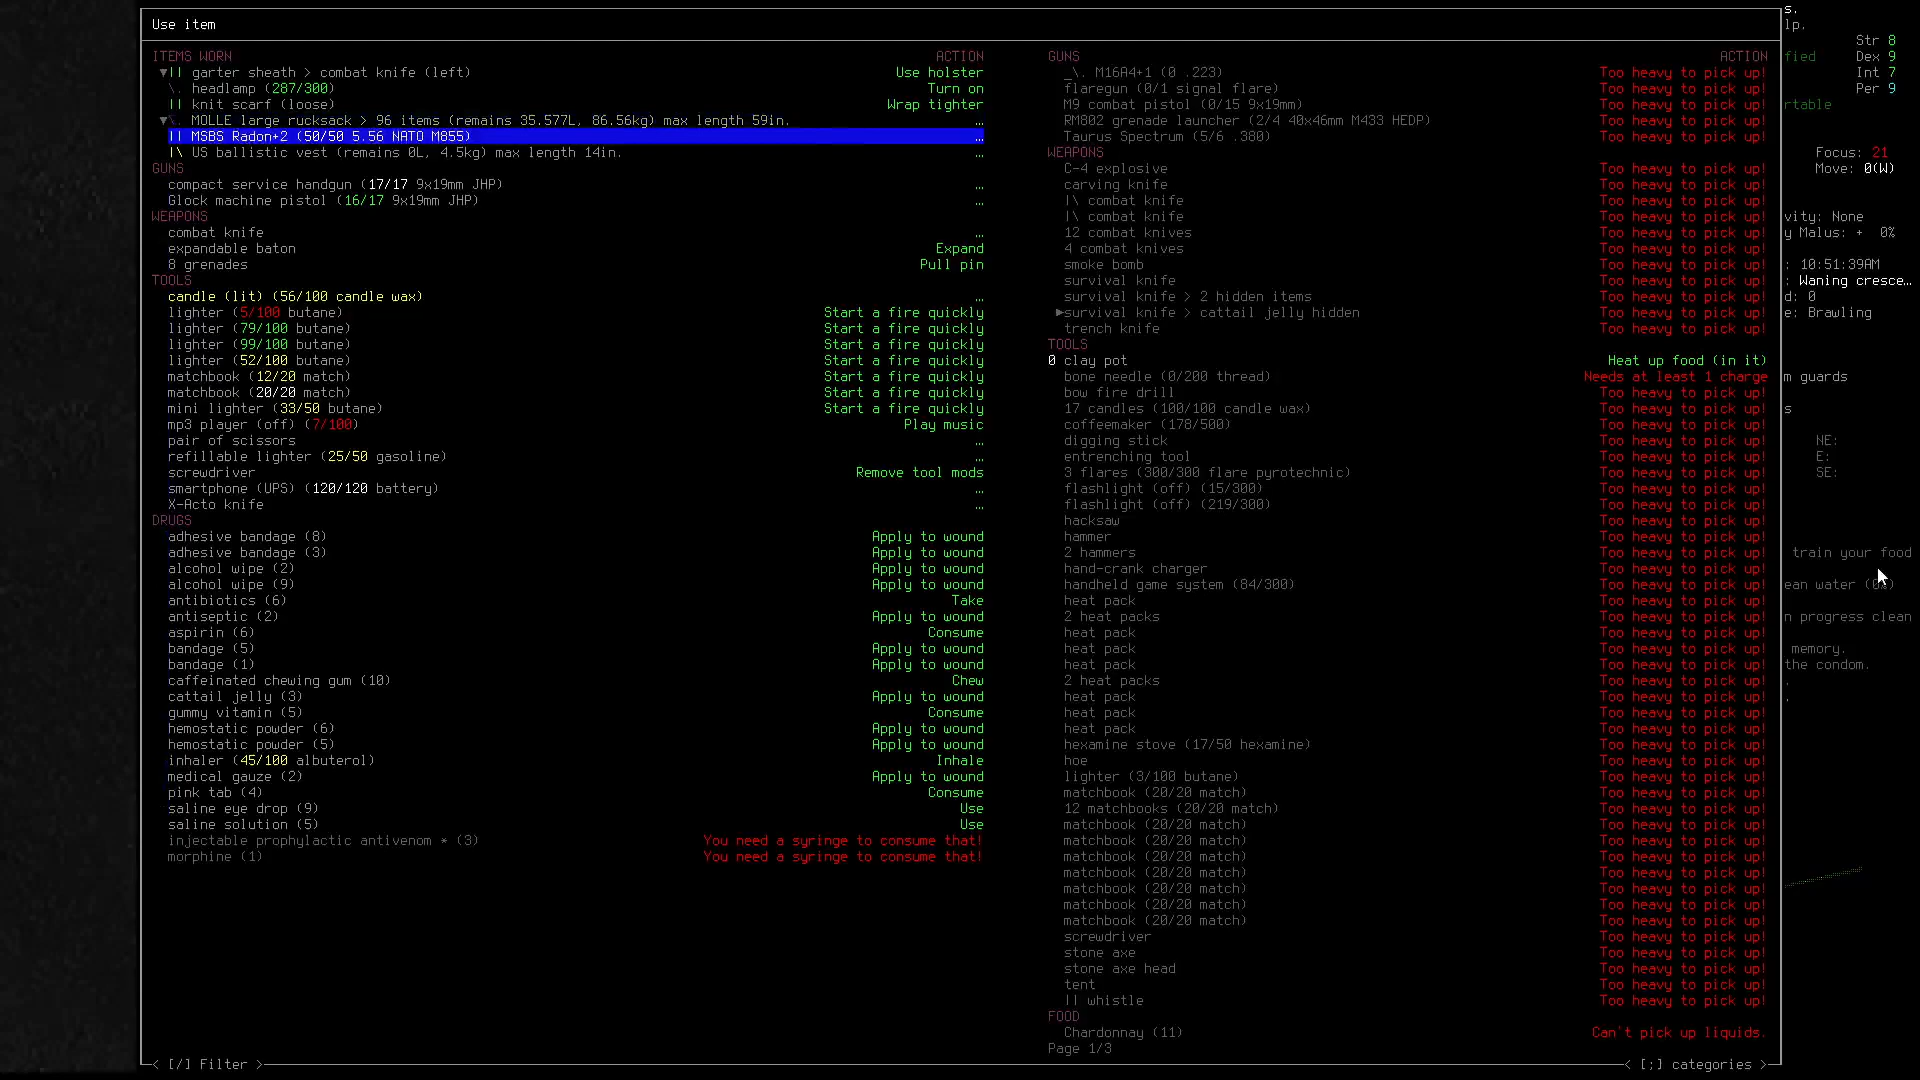 Use item
ITEMS WORN ACTION
▼|| garter sheath > combat knife (left) Use holster
\. headlamp (287/300) Turn on
|| knit scarf (loose) Wrap tighter
▼\. MOLLE large rucksack > 96 items (remains 35.577L, 86.56kg) max length 59in. …
|| MSBS Radon+2 (50/50 5.56 NATO M855) …
|\ US ballistic vest (remains 0L, 4.5kg) max length 14in. …
GUNS
compact service handgun (17/17 9x19mm JHP) …
Glock machine pistol (16/17 9x19mm JHP) …
WEAPONS
combat knife …
expandable baton Expand
8 grenades Pull pin
TOOLS
candle (lit) (56/100 candle wax) …
lighter (5/100 butane) Start a fire quickly
lighter (79/100 butane) Start a fire quickly
lighter (99/100 butane) Start a fire quickly
lighter (52/100 butane) Start a fire quickly
matchbook (12/20 match) Start a fire quickly
matchbook (20/20 match) Start a fire quickly
mini lighter (33/50 butane) Start a fire quickly
mp3 player (off) (7/100) Play music
pair of scissors …
refillable lighter (25/50 gasoline) …
screwdriver Remove tool mods
smartphone (UPS) (120/120 battery) …
X-Acto knife …
DRUGS
adhesive bandage (8) Apply to wound
adhesive bandage (3) Apply to wound
alcohol wipe (2) Apply to wound
alcohol wipe (9) Apply to wound
antibiotics (6) Take
antiseptic (2) Apply to wound
aspirin (6) Consume
bandage (5) Apply to wound
bandage (1) Apply to wound
caffeinated chewing gum (10) Chew
cattail jelly (3) Apply to wound
gummy vitamin (5) Consume
hemostatic powder (6) Apply to wound
hemostatic powder (5) Apply to wound
inhaler (45/100 albuterol) Inhale
medical gauze (2) Apply to wound
pink tab (4) Consume
saline eye drop (9) Use
saline solution (5) Use
injectable prophylactic antivenom * (3) You need a syringe to consume that!
morphine (1) You need a syringe to consume that!
GUNS ACTION
_\. M16A4+1 (0 .223) Too heavy to pick up!
flaregun (0/1 signal flare) Too heavy to pick up!
M9 combat pistol (0/15 9x19mm) Too heavy to pick up!
RM802 grenade launcher (2/4 40x46mm M433 HEDP) Too heavy to pick up!
Taurus Spectrum (5/6 .380) Too heavy to pick up!
WEAPONS
C-4 explosive Too heavy to pick up!
carving knife Too heavy to pick up!
|\ combat knife Too heavy to pick up!
|\ combat knife Too heavy to pick up!
12 combat knives Too heavy to pick up!
4 combat knives Too heavy to pick up!
smoke bomb Too heavy to pick up!
survival knife Too heavy to pick up!
survival knife > 2 hidden items Too heavy to pick up!
▶survival knife > cattail jelly hidden Too heavy to pick up!
trench knife Too heavy to pick up!
TOOLS
0 clay pot Heat up food (in it)
bone needle (0/200 thread) Needs at least 1 charge
bow fire drill Too heavy to pick up!
17 candles (100/100 candle wax) Too heavy to pick up!
coffeemaker (178/500) Too heavy to pick up!
digging stick Too heavy to pick up!
entrenching tool Too heavy to pick up!
3 flares (300/300 flare pyrotechnic) Too heavy to pick up!
flashlight (off) (15/300) Too heavy to pick up!
flashlight (off) (219/300) Too heavy to pick up!
hacksaw Too heavy to pick up!
hammer Too heavy to pick up!
2 hammers Too heavy to pick up!
hand-crank charger Too heavy to pick up!
handheld game system (84/300) Too heavy to pick up!
heat pack Too heavy to pick up!
2 heat packs Too heavy to pick up!
heat pack Too heavy to pick up!
heat pack Too heavy to pick up!
heat pack Too heavy to pick up!
2 heat packs Too heavy to pick up!
heat pack Too heavy to pick up!
heat pack Too heavy to pick up!
heat pack Too heavy to pick up!
hexamine stove (17/50 hexamine) Too heavy to pick up!
hoe Too heavy to pick up!
lighter (3/100 butane) Too heavy to pick up!
matchbook (20/20 match) Too heavy to pick up!
12 matchbooks (20/20 match) Too heavy to pick up!
matchbook (20/20 match) Too heavy to pick up!
matchbook (20/20 match) Too heavy to pick up!
matchbook (20/20 match) Too heavy to pick up!
matchbook (20/20 match) Too heavy to pick up!
matchbook (20/20 match) Too heavy to pick up!
matchbook (20/20 match) Too heavy to pick up!
matchbook (20/20 match) Too heavy to pick up!
screwdriver Too heavy to pick up!
stone axe Too heavy to pick up!
stone axe head Too heavy to pick up!
tent Too heavy to pick up!
|| whistle Too heavy to pick up!
FOOD
Chardonnay (11) Can't pick up liquids.
Page 1/3
< [/] Filter >
< [;] categories >
s.
lp.
Str 8
fied Dex 9
Int 7
Per 9
rtable
Focus: 21
Move: 0(W)
vity: None
y Malus: + 0%
: 10:51:39AM
: Waning cresce…
d: 0
e: Brawling
m guards
s
NE:
E:
SE:
train your food
ean water
n progress clean
memory.
the condom.
.
.